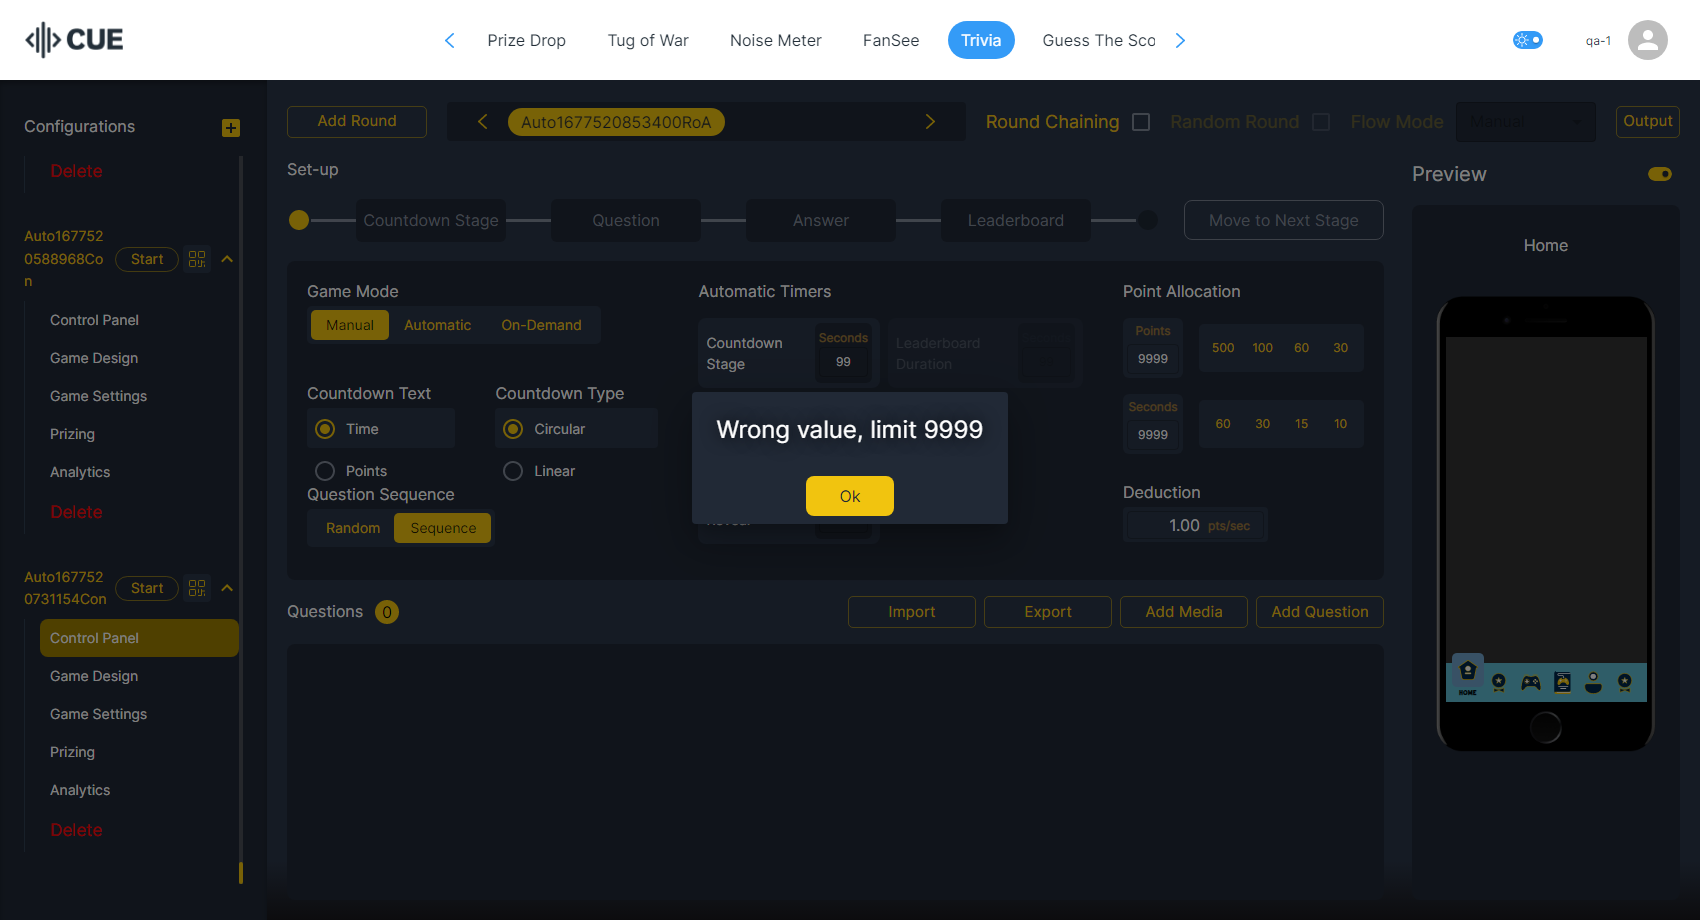 CUE
Prize Drop
Tug of War
Noise Meter
FanSee
Trivia
Guess The Sco
qa-1
Configurations
Delete
Auto167752
0588968Co
n
Start
Control Panel
Game Design
Game Settings
Prizing
Analytics
Delete
Auto167752
0731154Con
Start
Control Panel
Game Design
Game Settings
Prizing
Analytics
Delete
Add Round
Auto1677520853400RoA
Round Chaining
Random Round
Flow Mode
Manual
Output
Set-up
Countdown Stage
Question
Answer
Leaderboard
Move to Next Stage
Game Mode
Manual
Automatic
On-Demand
Countdown Text
Time
Points
Countdown Type
Circular
Linear
Question Sequence
Random
Sequence
Automatic Timers
Countdown
Stage
Seconds
99
Leaderboard
Duration
Wrong value, limit 9999
Ok
Point Allocation
Points
9999
500
100
60
30
Seconds
9999
60
30
15
10
Deduction
1.00 pts/sec
Questions 0
Import
Export
Add Media
Add Question
Preview
Home
HOME